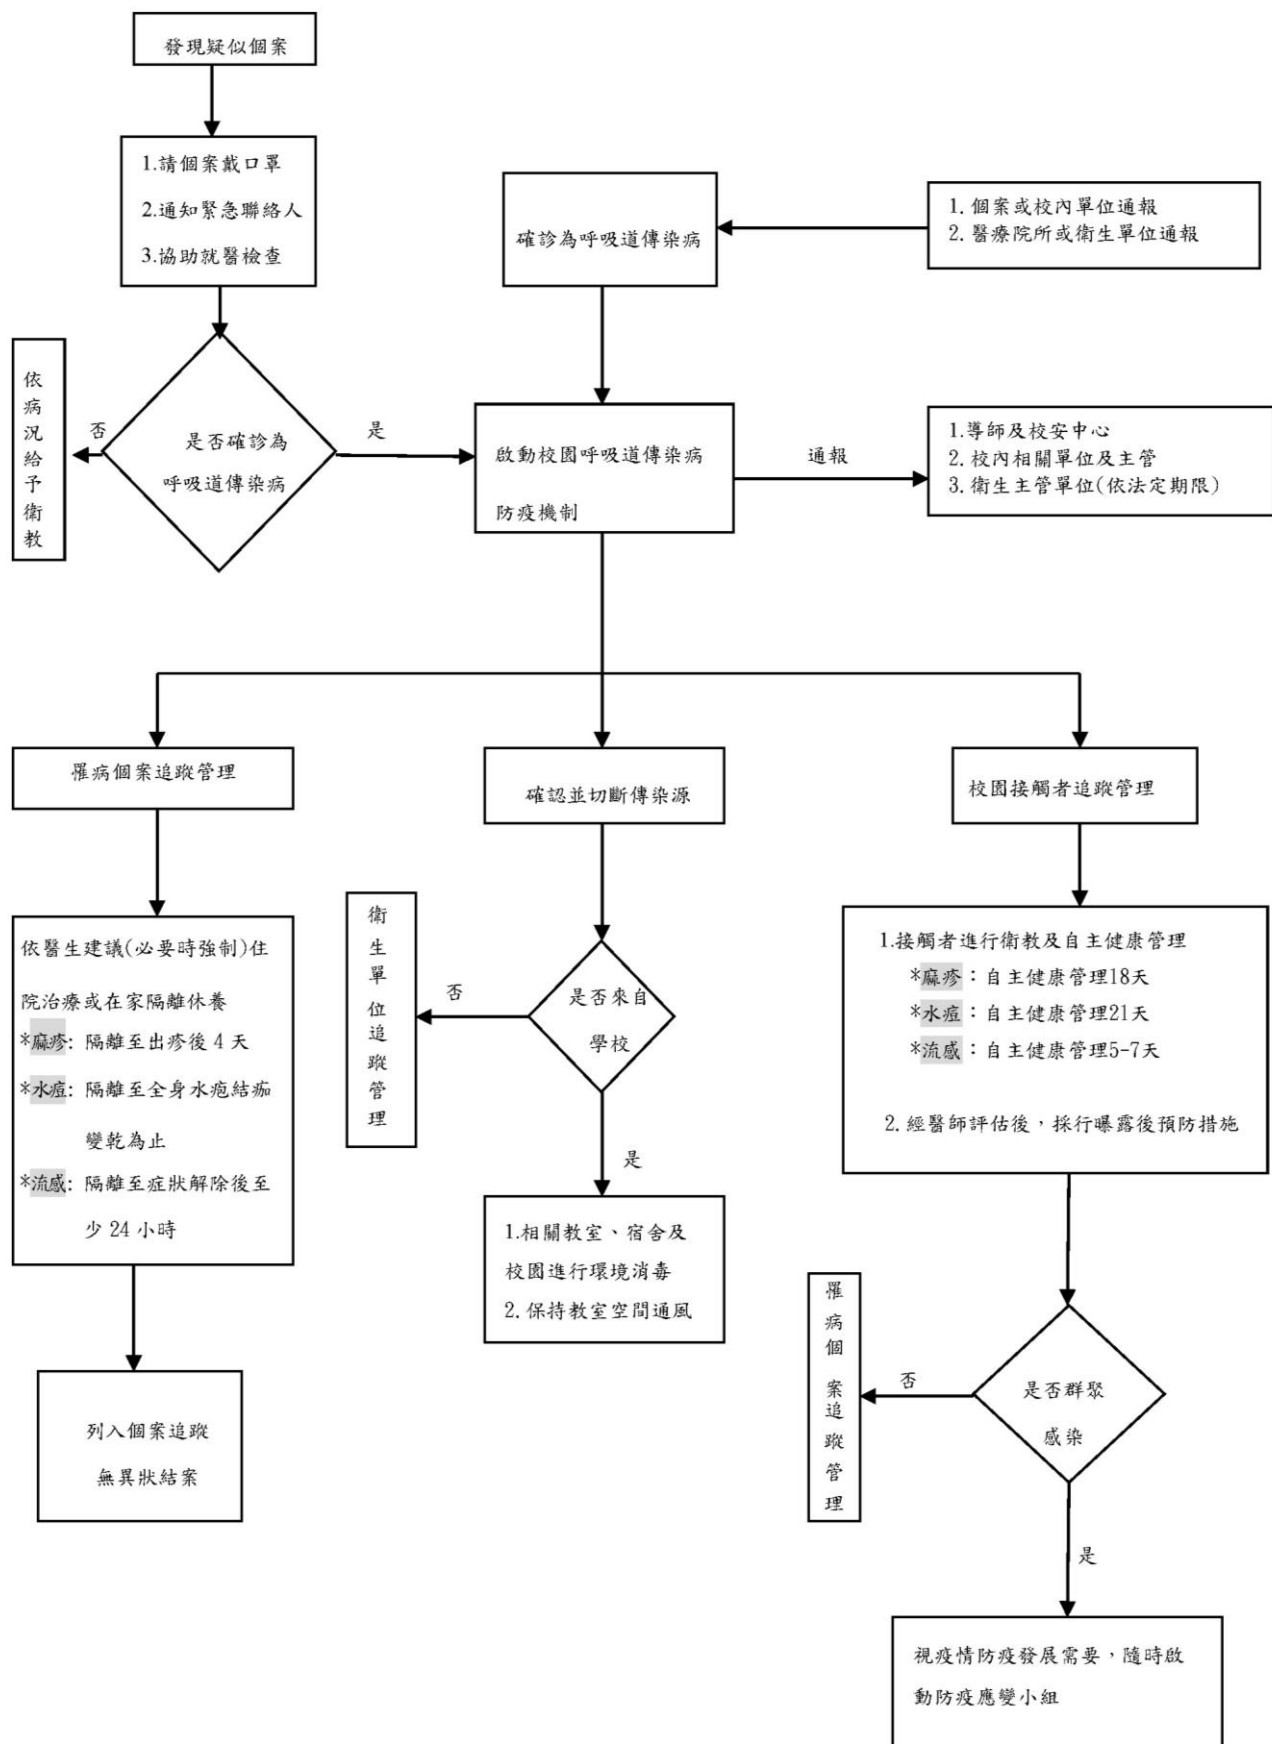 發現疑似個案
1.請個案戴口罩
2.通知緊急聯絡人
3.協助就醫檢查
確診為呼吸道傳染病
1. 個案或校內單位通報
2. 醫療院所或衛生單位通報
依病況給予衛教
否
是否確診為
呼吸道傳染病
是
啟動校園呼吸道傳染病
防疫機制
通報
1.導師及校安中心
2. 校內相關單位及主管
3. 衛生主管單位(依法定期限)
罹病個案追蹤管理
確認並切斷傳染源
校園接觸者追蹤管理
依醫生建議(必要時強制)住
院治療或在家隔離休養
*麻疹: 隔離至出疹後 4 天
*水痘: 隔離至全身水疱結痂
變乾為止
*流感: 隔離至症狀解除後至
少 24 小時
列入個案追蹤
無異狀結案
衛生單位追蹤管理
否
是否來自
學校
是
1.相關教室、宿舍及
校園進行環境消毒
2. 保持教室空間通風
1.接觸者進行衛教及自主健康管理
*麻疹：自主健康管理18天
*水痘：自主健康管理21天
*流感：自主健康管理5-7天
2. 經醫師評估後，採行曝露後預防措施
罹病個案追蹤管理
否
是否群聚
感染
是
視疫情防疫發展需要，隨時啟
動防疫應變小組